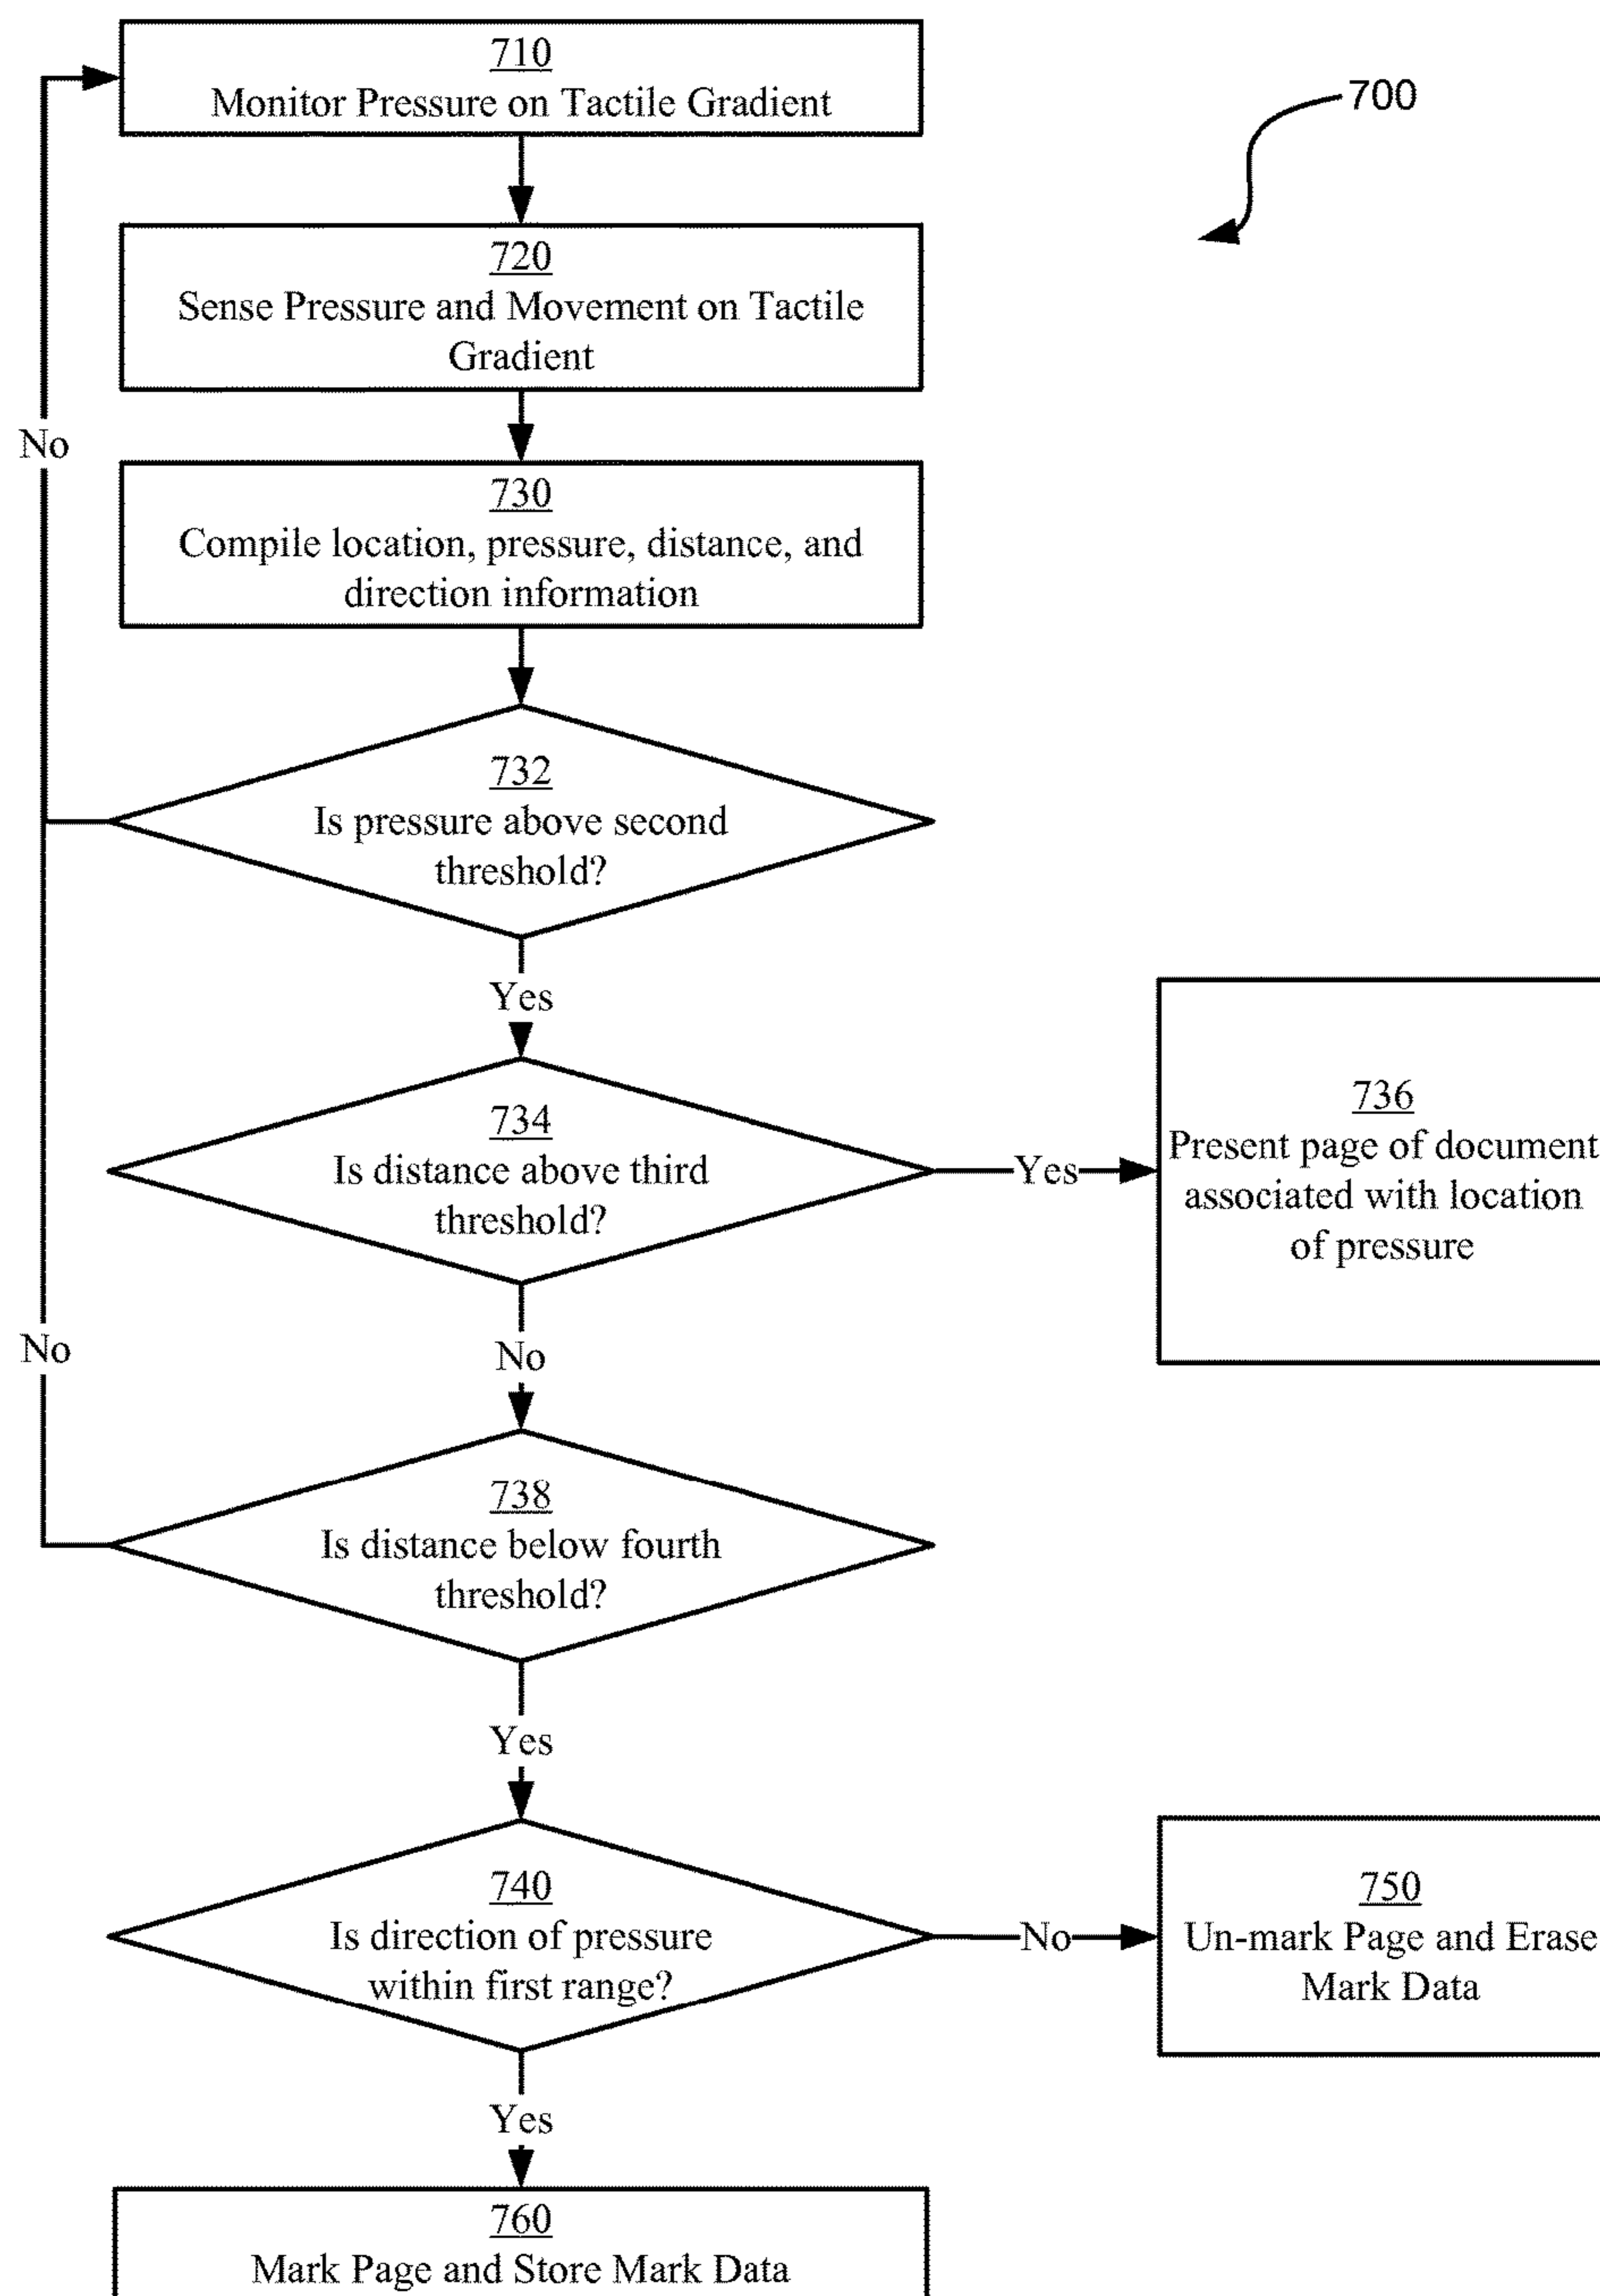 710
Monitor Pressure on Tactile Gradient
700
720
Sense Pressure and Movement on Tactile
Gradient
No
730
Compile location, pressure, distance, and
direction information
732
Is pressure above second
threshold?
Yes
734
Is distance above third
threshold?
Yes
736
Present page of document
associated with location
of pressure
No
No
738
Is distance below fourth
threshold?
Yes
740
Is direction of pressure
within first range?
No
750
Un-mark Page and Erase
Mark Data
Yes
760
Mark Page and Store Mark Data